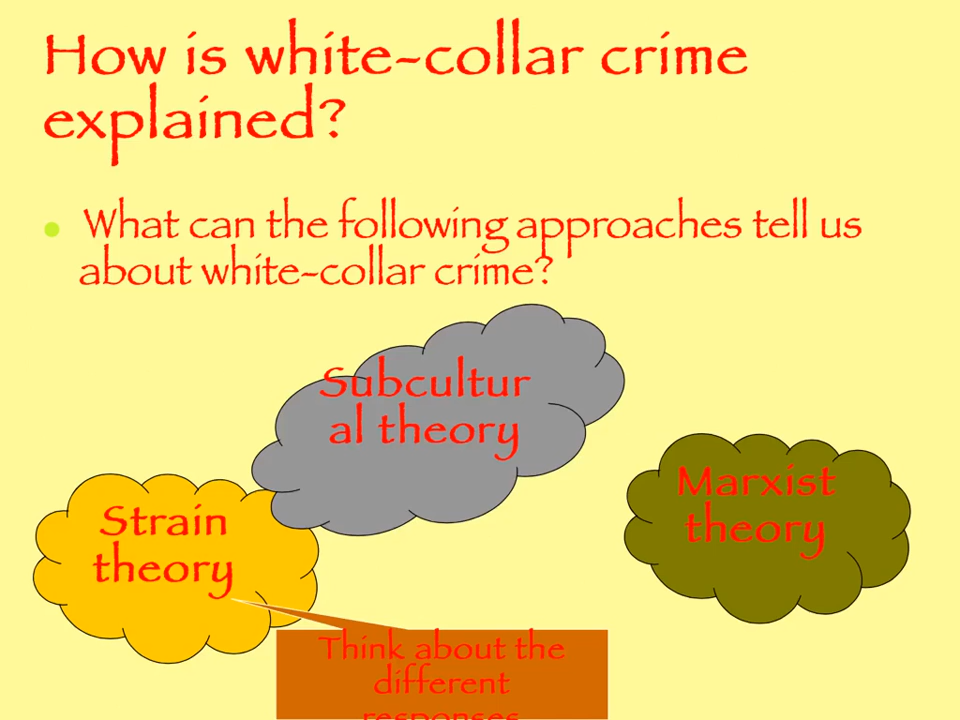 How is white-collar crime
explained?
What can the following approaches tell us
about white-collar crime?
Subcultur
al theory
Marxist
theory
Strain
theory
Think about the
different
responses